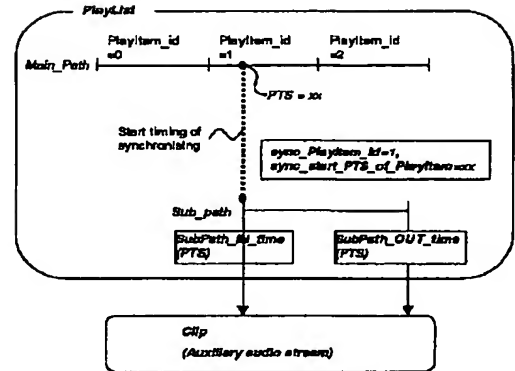 PlayList
PlayItem_id
=0
PlayItem_id
=1
PlayItem_id
=2
Main_Path
PTS = xx
Start timing of
synchronising
sync_PlayItem_id=1,
sync_start_PTS_of_PlayItem=xx
Sub_path
SubPath_IN_time
(PTS)
SubPath_OUT_time
(PTS)
Clip
(Auxiliary audio stream)